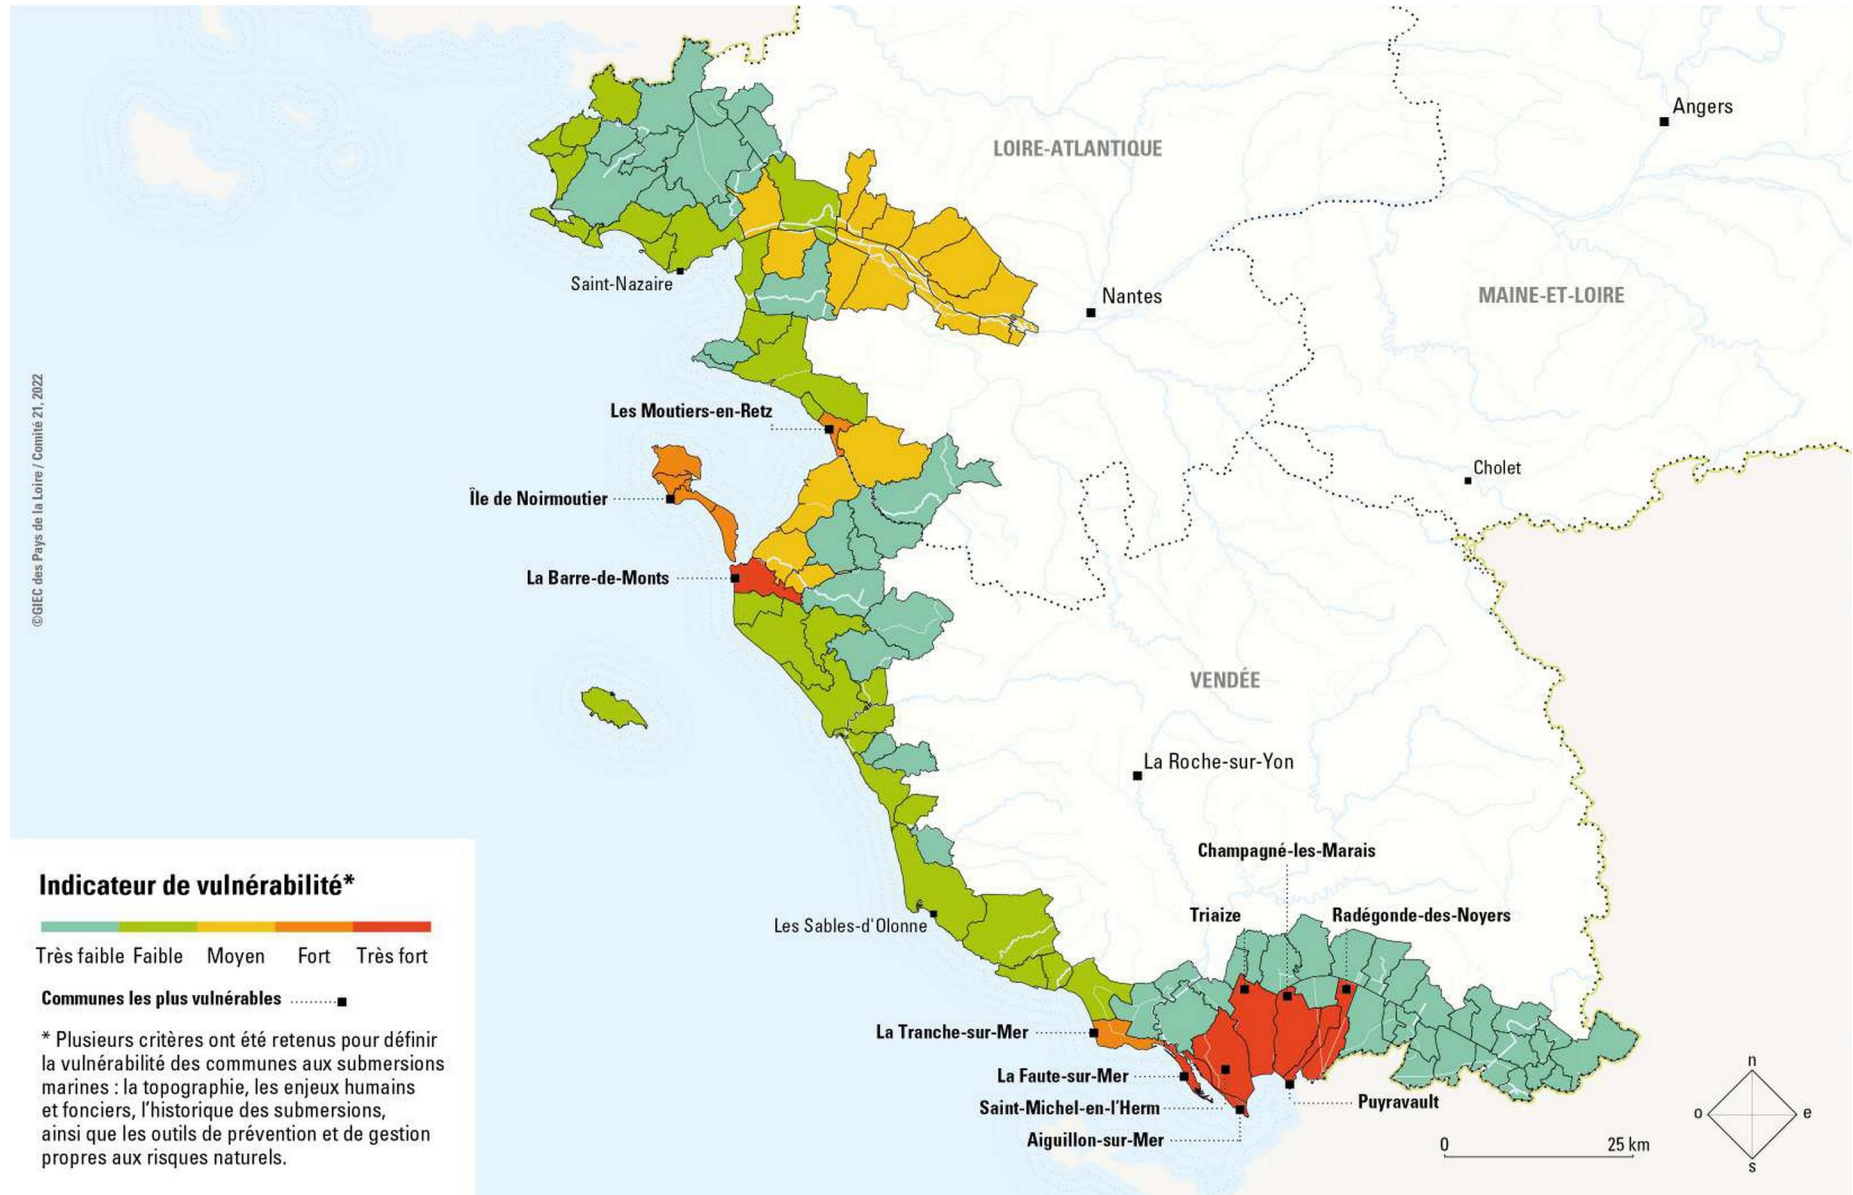 Angers
LOIRE-ATLANTIQUE
Saint-Nazaire
Nantes
MAINE-ET-LOIRE
©GIEC des Pays de la Loire / Comité 21, 2022
Les Moutiers-en-Retz
Cholet
Île de Noirmoutier
La Barre-de-Monts
VENDÉE
La Roche-sur-Yon
Champagné-les-Marais
Triaize
Radégonde-des-Noyers
Les Sables-d'Olonne
La Tranche-sur-Mer
La Faute-sur-Mer
Saint-Michel-en-l'Herm
Aiguillon-sur-Mer
Puyravault
Indicateur de vulnérabilité*
Très faible Faible Moyen Fort Très fort
Communes les plus vulnérables
* Plusieurs critères ont été retenus pour définir
la vulnérabilité des communes aux submersions
marines : la topographie, les enjeux humains
et fonciers, l'historique des submersions,
ainsi que les outils de prévention et de gestion
propres aux risques naturels.
0 25 km
n
o e
s